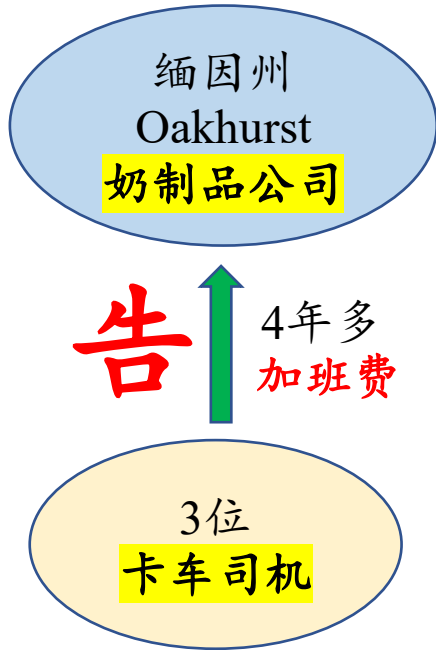 缅因州
Oakhurst
奶制品公司
告
4年多
加班费
3位
卡车司机